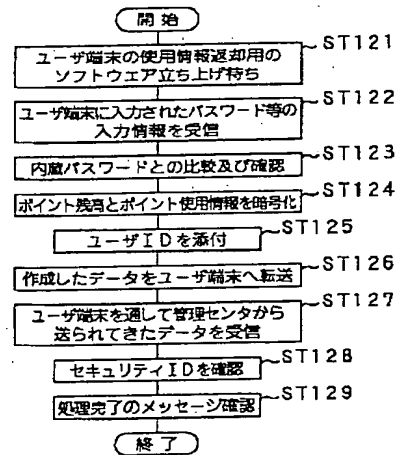 開始
ST121
ユーザ端末の使用情報返却用の
ソフトウェア立ち上げ待ち
ST122
ユーザ端末に入力されたパスワード等の
入力情報を受信
ST123
内蔵パスワードとの比較及び確認
ST124
ポイント残高とポイント使用情報を暗号化
ST125
ユーザIDを添付
ST126
作成したデータをユーザ端末へ転送
ST127
ユーザ端末を通して管理センタから
送られてきたデータを受信
ST128
セキュリティIDを確認
ST129
処理完了のメッセージ確認
終了